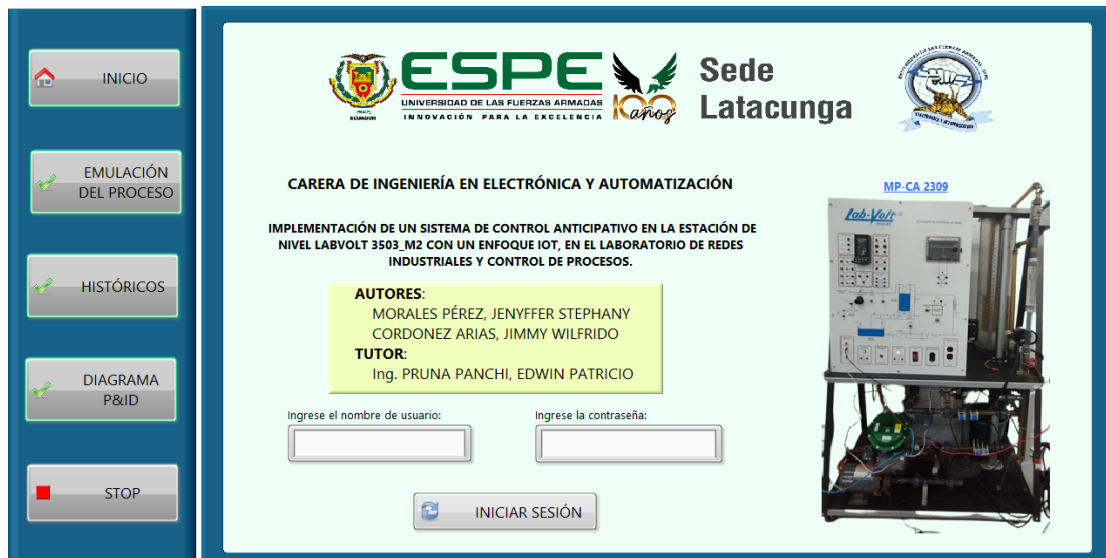 INICIO
EMULACIÓN
DEL PROCESO
HISTÓRICOS
DIAGRAMA
P&ID
STOP
ECUADOR
ESPE
UNIVERSIDAD DE LAS FUERZAS ARMADAS
INNOVACIÓN PARA LA EXCELENCIA
100
años
Sede
Latacunga
CARERA DE INGENIERÍA EN ELECTRÓNICA Y AUTOMATIZACIÓN
IMPLEMENTACIÓN DE UN SISTEMA DE CONTROL ANTICIPATIVO EN LA ESTACIÓN DE
NIVEL LABVOLT 3503_M2 CON UN ENFOQUE IOT, EN EL LABORATORIO DE REDES
INDUSTRIALES Y CONTROL DE PROCESOS.
AUTORES:
MORALES PÉREZ, JENYFFER STEPHANY
CORDONEZ ARIAS, JIMMY WILFRIDO
TUTOR:
Ing. PRUNA PANCHI, EDWIN PATRICIO
Ingrese el nombre de usuario:
Ingrese la contraseña:
INICIAR SESIÓN
MP-CA 2309
Lab-Volt